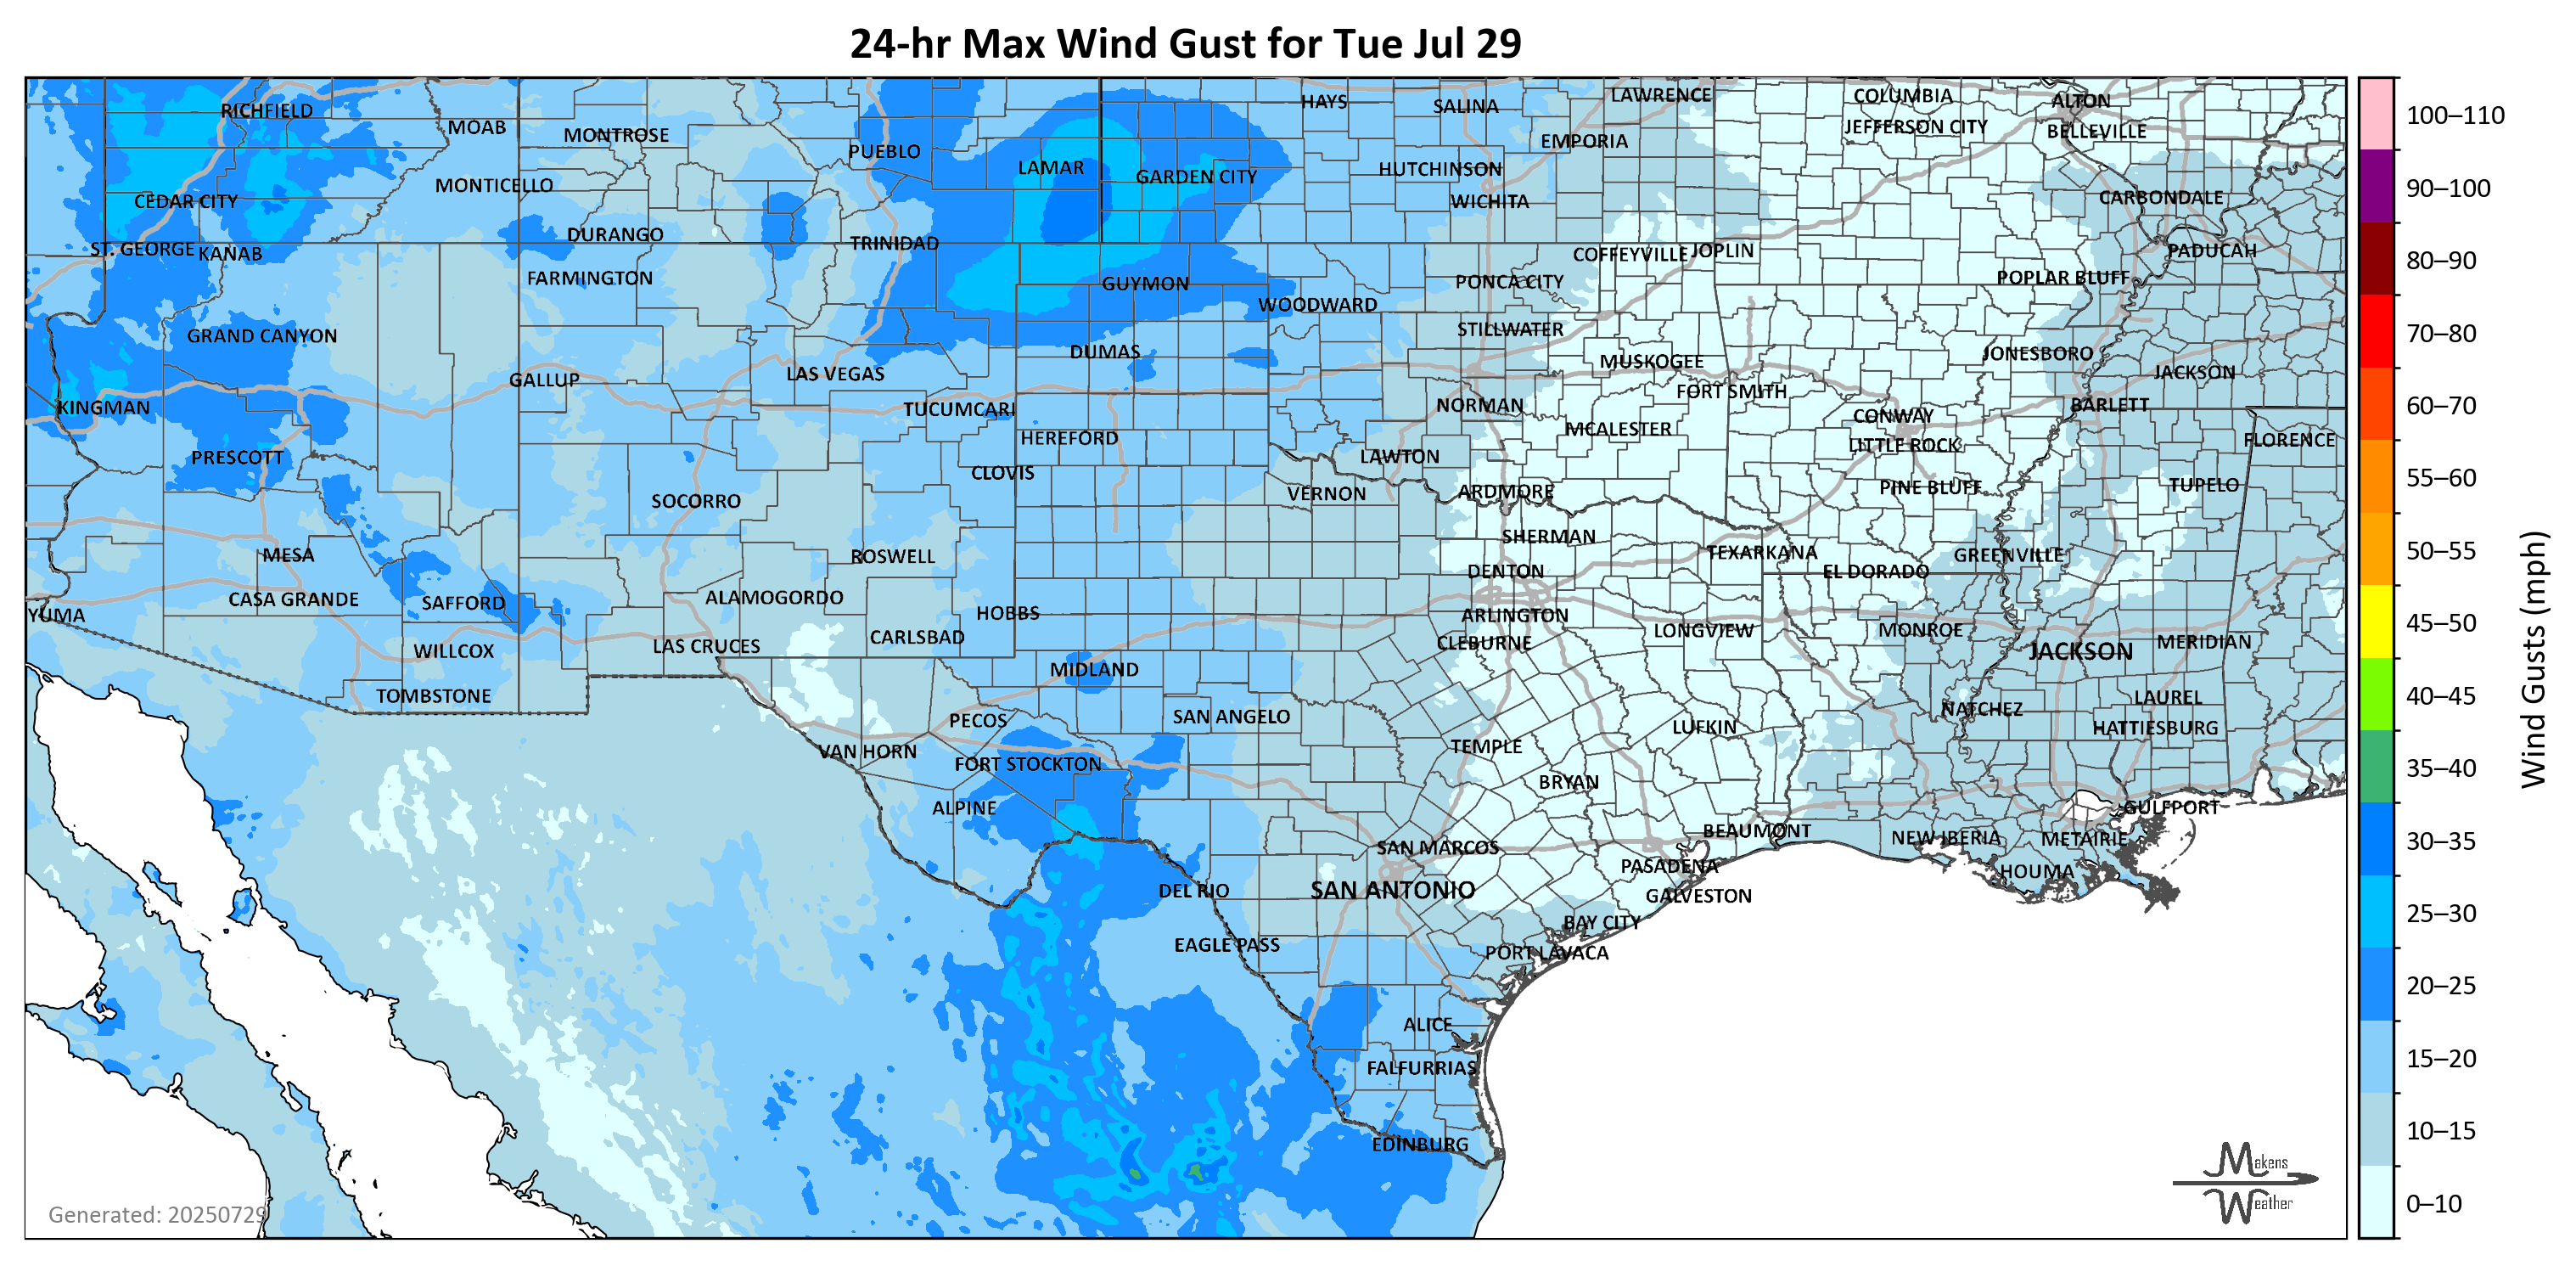 24-hr Max Wind Gust for Tue Jul 29
RICHFIELD
MOAB
MONTROSE
PUEBLO
LAMAR
GARDEN CITY
HAYS
SALINA
LAWRENCE
EMPORIA
HUTCHINSON
WICHITA
COLUMBIA
JEFFERSON CITY
ALTON
BELLEVILLE
MONTICELLO
CEDAR CITY
CARBONDALE
ST. GEORGE
KANAB
DURANGO
TRINIDAD
COFFEYVILLE
JOPLIN
PADUCAH
FARMINGTON
GUYMON
WOODWARD
PONCA CITY
POPLAR BLUFF
GRAND CANYON
STILLWATER
DUMAS
MUSKOGEE
JONESBORO
GALLUP
LAS VEGAS
JACKSON
FORT SMITH
KINGMAN
TUCUMCARI
NORMAN
CONWAY
BARLETT
HEREFORD
MCALESTER
LITTLE ROCK
FLORENCE
PRESCOTT
CLOVIS
LAWTON
SOCORRO
VERNON
ARDMORE
PINE BLUFF
TUPELO
MESA
ROSWELL
SHERMAN
TEXARKANA
GREENVILLE
DENTON
EL DORADO
CASA GRANDE
SAFFORD
ALAMOGORDO
YUMA
HOBBS
ARLINGTON
CARLSBAD
CLEBURNE
LONGVIEW
MONROE
WILLCOX
LAS CRUCES
JACKSON
MERIDIAN
MIDLAND
TOMBSTONE
PECOS
SAN ANGELO
NATCHEZ
LAUREL
VAN HORN
TEMPLE
LUFKIN
HATTIESBURG
FORT STOCKTON
BRYAN
ALPINE
GULFPORT
BEAUMONT
NEW IBERIA
METAIRIE
SAN MARCOS
PASADENA
HOUMA
DEL RIO
SAN ANTONIO
GALVESTON
BAY CITY
EAGLE PASS
PORT LAVACA
ALICE
FALFURRIAS
EDINBURG
Generated: 20250729
Makens
Weather
100–110
90–100
80–90
70–80
60–70
55–60
50–55
45–50
40–45
35–40
30–35
25–30
20–25
15–20
10–15
0–10
Wind Gusts (mph)